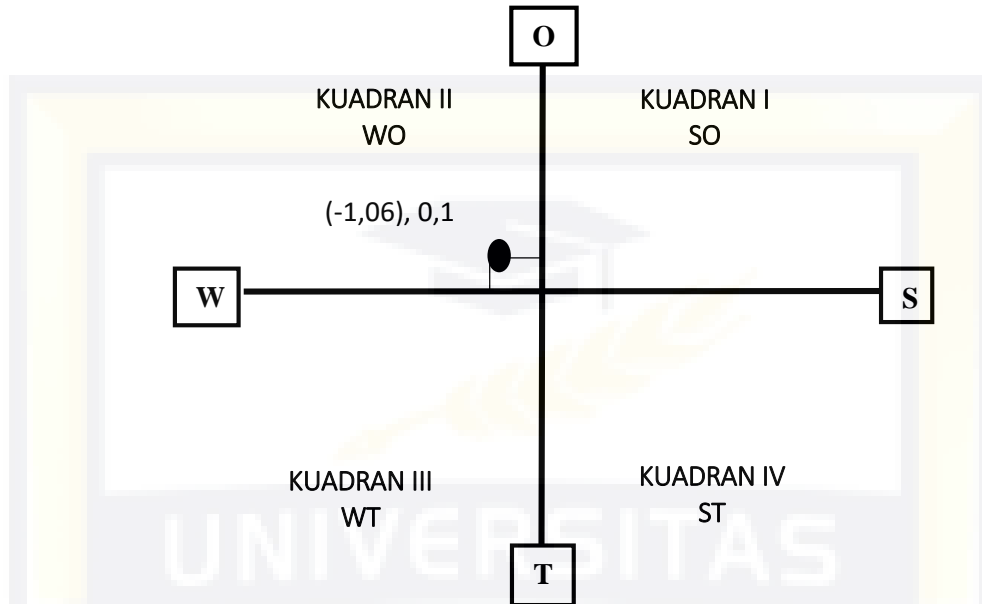 O
KUADRAN II
WO
KUADRAN I
SO
(-1,06), 0,1
W
S
KUADRAN III
WT
KUADRAN IV
ST
UNIVERSITAS
T